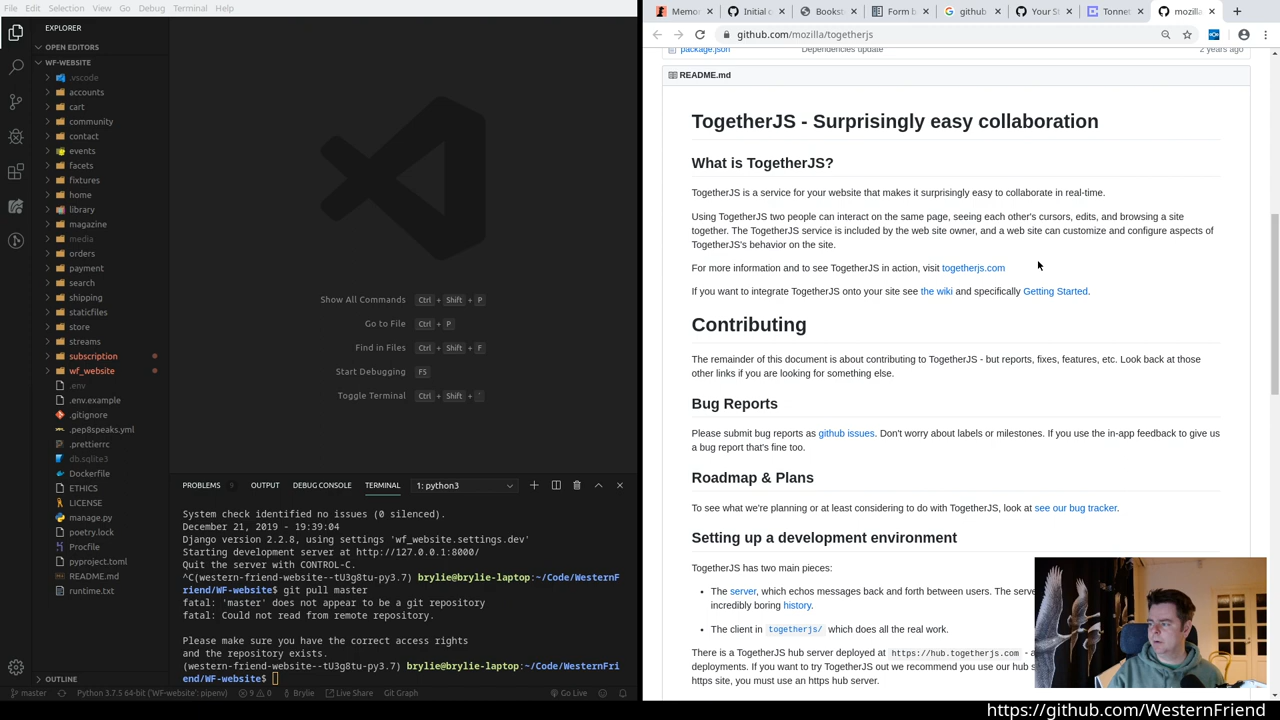 File Edit Selection View Go Debug Terminal Help
EXPLORER
OPEN EDITORS
WF-WEBSITE
.vscode
accounts
cart
community
contact
events
facets
fixtures
home
library
magazine
media
orders
payment
search
shipping
staticfiles
store
streams
subscription
wf_website
.env
.env.example
.gitignore
.pep8speaks.yml
.prettierrc
db.sqlite3
Dockerfile
ETHICS
LICENSE
manage.py
poetry.lock
Procfile
pyproject.toml
README.md
runtime.txt
OUTLINE
Show All Commands Ctrl + Shift + P
Go to File Ctrl + P
Find in Files Ctrl + Shift + F
Start Debugging F5
Toggle Terminal Ctrl + Shift + `
PROBLEMS 9 OUTPUT DEBUG CONSOLE TERMINAL 1: python3
System check identified no issues (0 silenced).
December 21, 2019 - 19:39:04
Django version 2.2.8, using settings 'wf_website.settings.dev'
Starting development server at http://127.0.0.1:8000/
Quit the server with CONTROL-C.
^C(western-friend-website--tU3g8tu-py3.7) brylie@brylie-laptop:~/Code/WesternF
riend/WF-website$ git pull master
fatal: 'master' does not appear to be a git repository
fatal: Could not read from remote repository.
Please make sure you have the correct access rights
and the repository exists.
(western-friend-website--tU3g8tu-py3.7) brylie@brylie-laptop:~/Code/WesternFri
end/WF-website$
master Python 3.7.5 64-bit ('WF-website': pipenv) 9 0 Brylie Live Share Git Graph Go Live
Memor Initial c Bookst Form b github Your St Tonnet mozilla
github.com/mozilla/togetherjs
package.json Dependencies update 2 years ago
README.md
TogetherJS - Surprisingly easy collaboration
What is TogetherJS?
TogetherJS is a service for your website that makes it surprisingly easy to collaborate in real-time.
Using TogetherJS two people can interact on the same page, seeing each other's cursors, edits, and browsing a site
together. The TogetherJS service is included by the web site owner, and a web site can customize and configure aspects of
TogetherJS's behavior on the site.
For more information and to see TogetherJS in action, visit togetherjs.com
If you want to integrate TogetherJS onto your site see the wiki and specifically Getting Started.
Contributing
The remainder of this document is about contributing to TogetherJS - but reports, fixes, features, etc. Look back at those
other links if you are looking for something else.
Bug Reports
Please submit bug reports as github issues. Don't worry about labels or milestones. If you use the in-app feedback to give us
a bug report that's fine too.
Roadmap & Plans
To see what we're planning or at least considering to do with TogetherJS, look at see our bug tracker.
Setting up a development environment
TogetherJS has two main pieces:
The server, which echos messages back and forth between users. The serve
incredibly boring history.
The client in togetherjs/ which does all the real work.
There is a TogetherJS hub server deployed at https://hub.togetherjs.com - a
deployments. If you want to try TogetherJS out we recommend you use our hub s
https site, you must use an https hub server.
https://github.com/WesternFriend